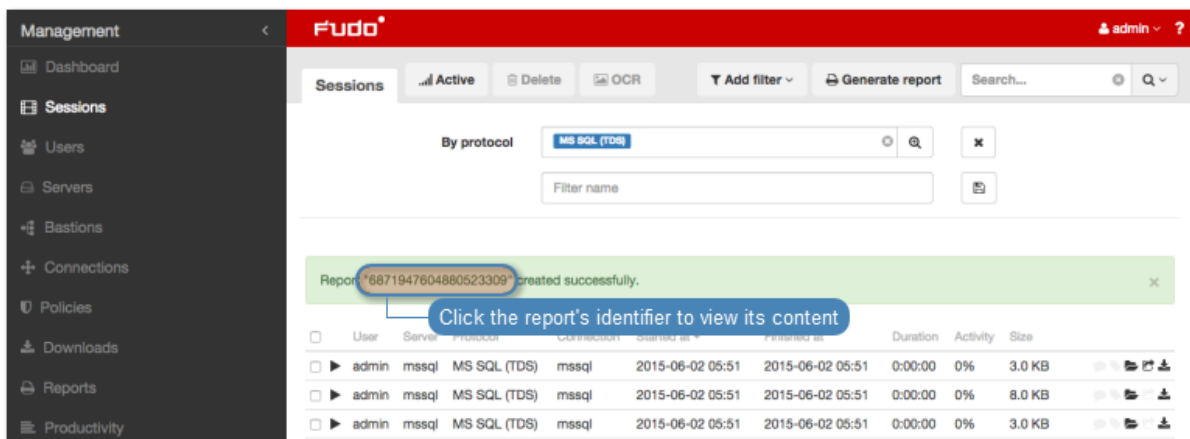 Management
Fudo
admin ?
Dashboard
Sessions
Active
Delete
OCR
Add filter
Generate report
Search...
Sessions
By protocol
MS SQL (TDS)
Users
Filter name
Servers
Bastions
Connections
Report "6871947604880523309" created successfully.
Click the report's identifier to view its content
Policies
User Server Protocol Connection Started at Finished at Duration Activity Size
Downloads
admin mssql MS SQL (TDS) mssql 2015-06-02 05:51 2015-06-02 05:51 0:00:00 0% 3.0 KB
Reports
admin mssql MS SQL (TDS) mssql 2015-06-02 05:51 2015-06-02 05:51 0:00:00 0% 8.0 KB
Productivity
admin mssql MS SQL (TDS) mssql 2015-06-02 05:51 2015-06-02 05:51 0:00:00 0% 3.0 KB